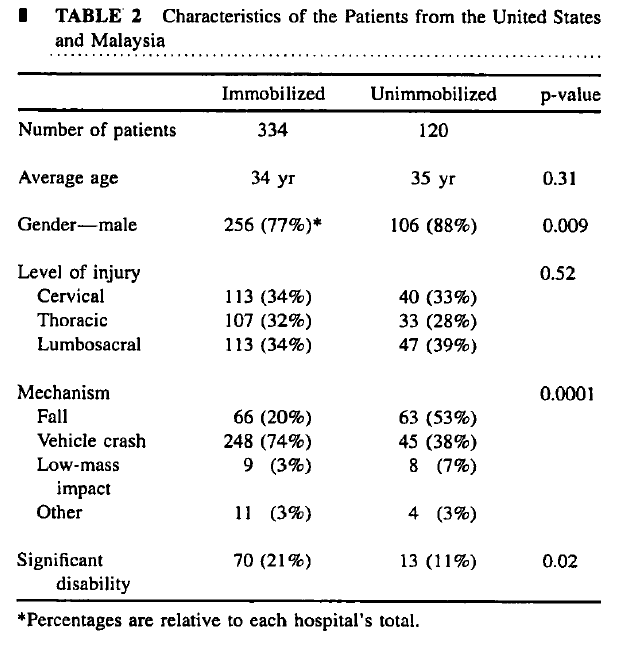 TABLE 2 Characteristics of the Patients from the United States
and Malaysia
Immobilized Unimmobilized p-value
Number of patients 334 120
Average age 34 yr 35 yr 0.31
Gender—male 256 (77%)* 106 (88%) 0.009
Level of injury 0.52
Cervical 113 (34%) 40 (33%)
Thoracic 107 (32%) 33 (28%)
Lumbosacral 113 (34%) 47 (39%)
Mechanism 0.0001
Fall 66 (20%) 63 (53%)
Vehicle crash 248 (74%) 45 (38%)
Low-mass 9 (3%) 8 (7%)
impact
Other 11 (3%) 4 (3%)
Significant 70 (21%) 13 (11%) 0.02
disability
*Percentages are relative to each hospital's total.